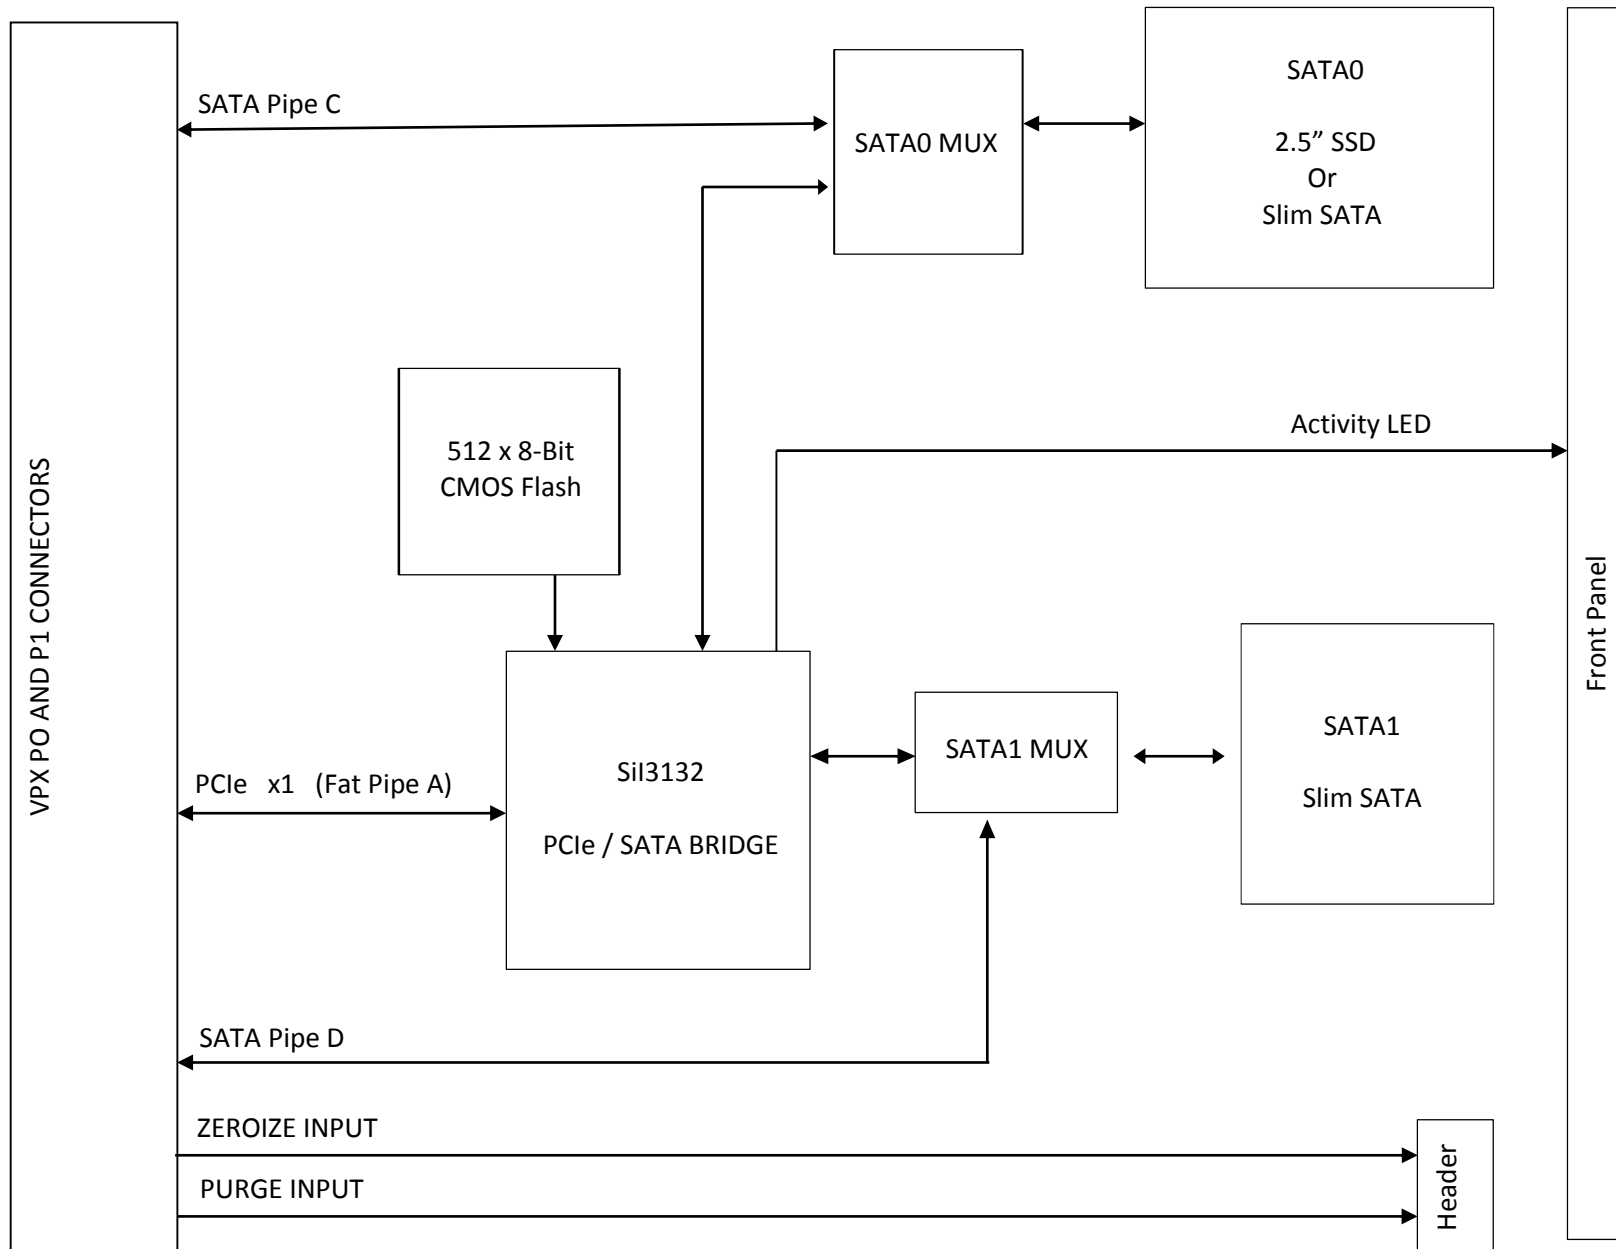 SATA Pipe C
SATA0 MUX
SATA0
2.5” SSD
Or
Slim SATA
512 x 8-Bit
CMOS Flash
Activity LED
VPX PO AND P1 CONNECTORS
Front Panel
PCIe x1 (Fat Pipe A)
SiI3132
PCIe / SATA BRIDGE
SATA1 MUX
SATA1
Slim SATA
SATA Pipe D
ZEROIZE INPUT
PURGE INPUT
Header